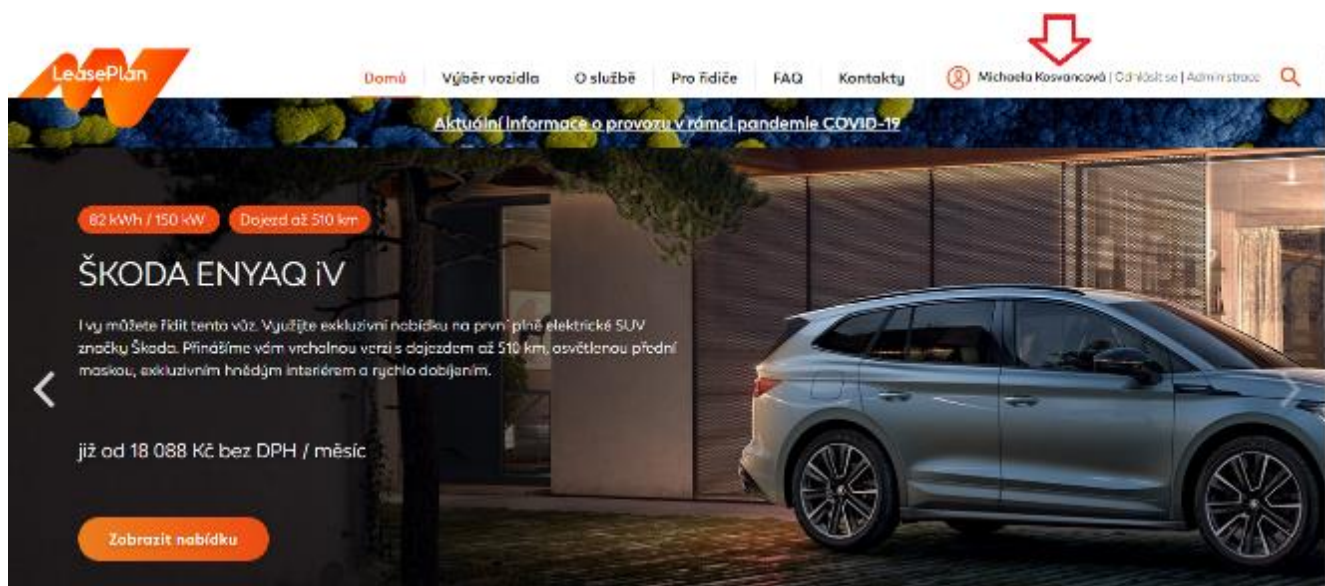 LeasePlan
Domů Výběr vozidla O službě Pro řidiče FAQ Kontakty Michaela Kosvancová | Odhlásit se | Administrace
Aktuální informace o provozu v rámci pandemie COVID-19
82 kWh / 150 kW Dojezd až 510 km
ŠKODA ENYAQ iV
I vy můžete řídit tento vůz. Využijte exkluzivní nabídku na první plně elektrické SUV
značky Škoda. Přinášíme vám vrcholnou verzi s dojezdem až 510 km, osvětlenou přední
maskou, exkluzivním hnědým interiérem a rychlo dobíjením.
již od 18 088 Kč bez DPH / měsíc
Zobrazit nabídku